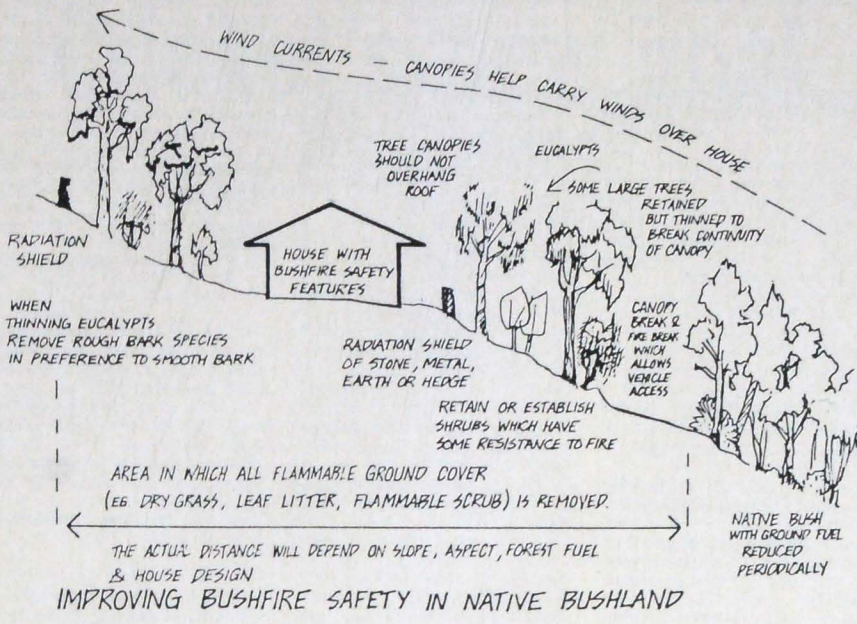 WIND CURRENTS – CANOPIES HELP CARRY WINDS OVER HOUSE
TREE CANOPIES
SHOULD NOT
OVERHANG
ROOF
EUCALYPTS
SOME LARGE TREES
RETAINED
BUT THINNED TO
BREAK CONTINUITY
OF CANOPY
RADIATION
SHIELD
HOUSE WITH
BUSHFIRE SAFETY
FEATURES
WHEN
THINNING EUCALYPTS
REMOVE ROUGH BARK SPECIES
IN PREFERENCE TO SMOOTH BARK
RADIATION SHIELD
OF STONE, METAL,
EARTH OR HEDGE
CANOPY
BREAK &
FIRE BREAK
WHICH
ALLOWS
VEHICLE
ACCESS
RETAIN OR ESTABLISH
SHRUBS WHICH HAVE
SOME RESISTANCE TO FIRE
AREA IN WHICH ALL FLAMMABLE GROUND COVER
(EG. DRY GRASS, LEAF LITTER, FLAMMABLE SCRUB) IS REMOVED.
NATIVE BUSH
WITH GROUND FUEL
REDUCED
PERIODICALLY
THE ACTUAL DISTANCE WILL DEPEND ON SLOPE, ASPECT, FOREST FUEL
& HOUSE DESIGN
IMPROVING BUSHFIRE SAFETY IN NATIVE BUSHLAND